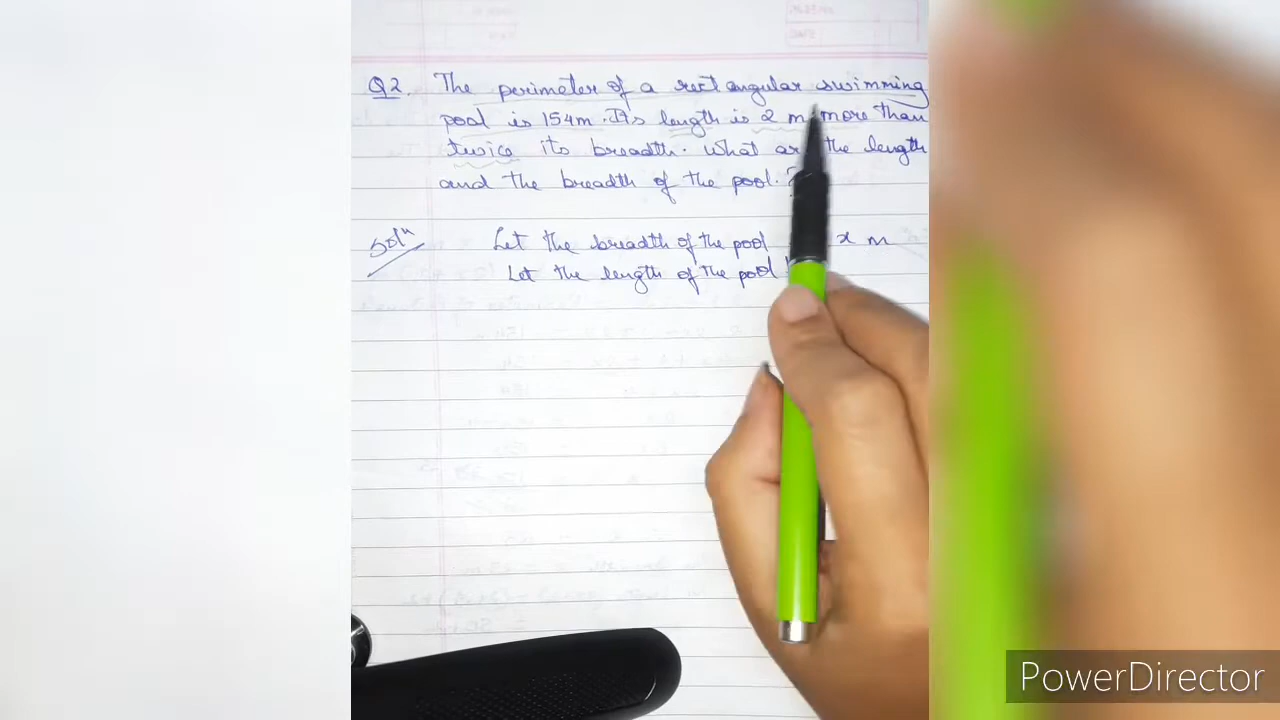 Q2. The perimeter of a rectangular swimming
pool is 154m. Its length is 2 m more than
twice its breadth. What are the length
and the breadth of the pool.?
Solⁿ Let the breadth of the pool x m
Let the length of the pool
DATE
PowerDirector